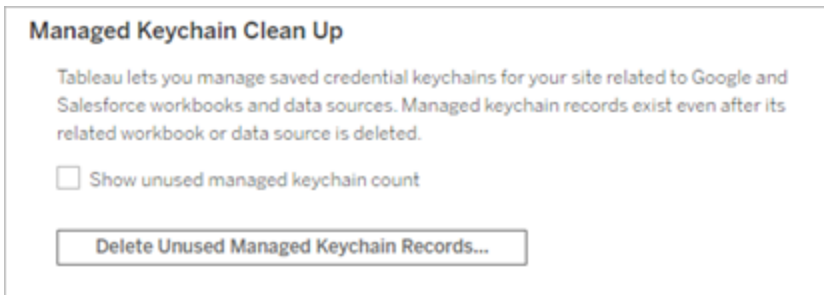 Managed Keychain Clean Up
Tableau lets you manage saved credential keychains for your site related to Google and
Salesforce workbooks and data sources. Managed keychain records exist even after its
related workbook or data source is deleted.
Show unused managed keychain count
Delete Unused Managed Keychain Records...